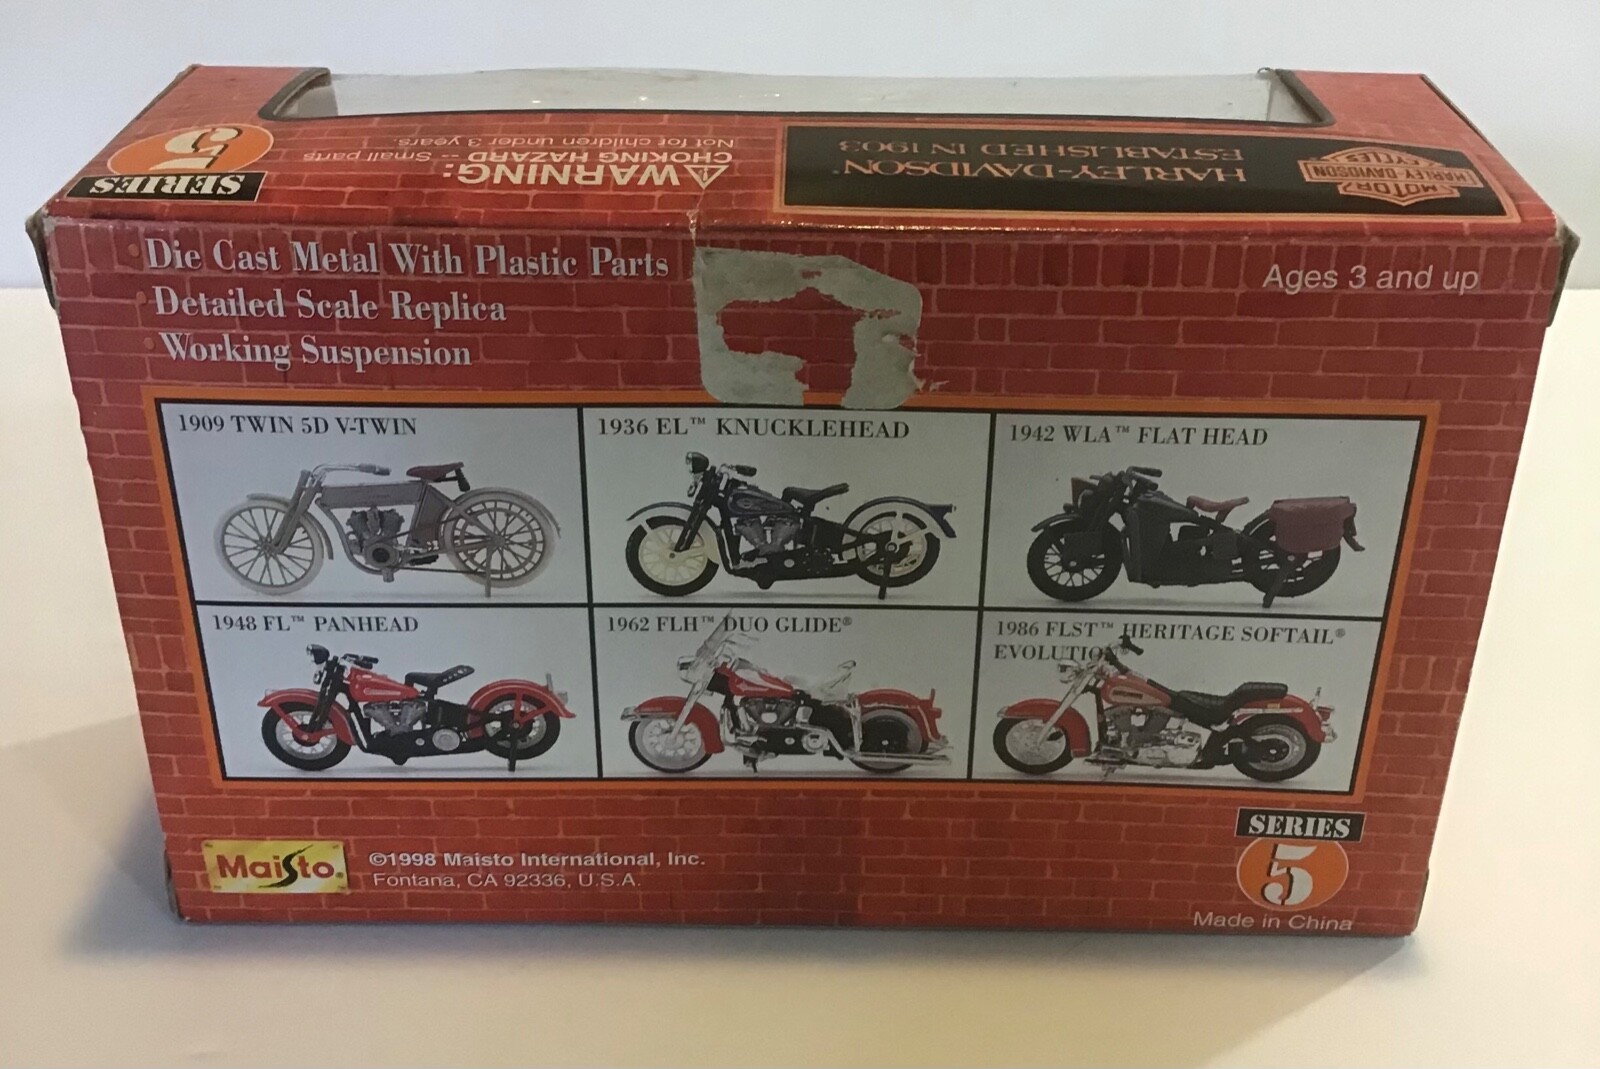 SERIES
5
⚠WARNING:
CHOKING HAZARD -- Small parts
Not for children under 3 years.
HARLEY-DAVIDSON®
ESTABLISHED IN 1903
MOTOR
HARLEY-DAVIDSON
CYCLES
• Die Cast Metal With Plastic Parts
• Detailed Scale Replica
• Working Suspension
Ages 3 and up
1909 TWIN 5D V-TWIN
1936 EL™ KNUCKLEHEAD
1942 WLA™ FLAT HEAD
1948 FL™ PANHEAD
1962 FLH™ DUO GLIDE®
1986 FLST™ HERITAGE SOFTAIL®
EVOLUTION®
Maisto®
©1998 Maisto International, Inc.
Fontana, CA 92336, U.S.A.
SERIES
5
Made in China